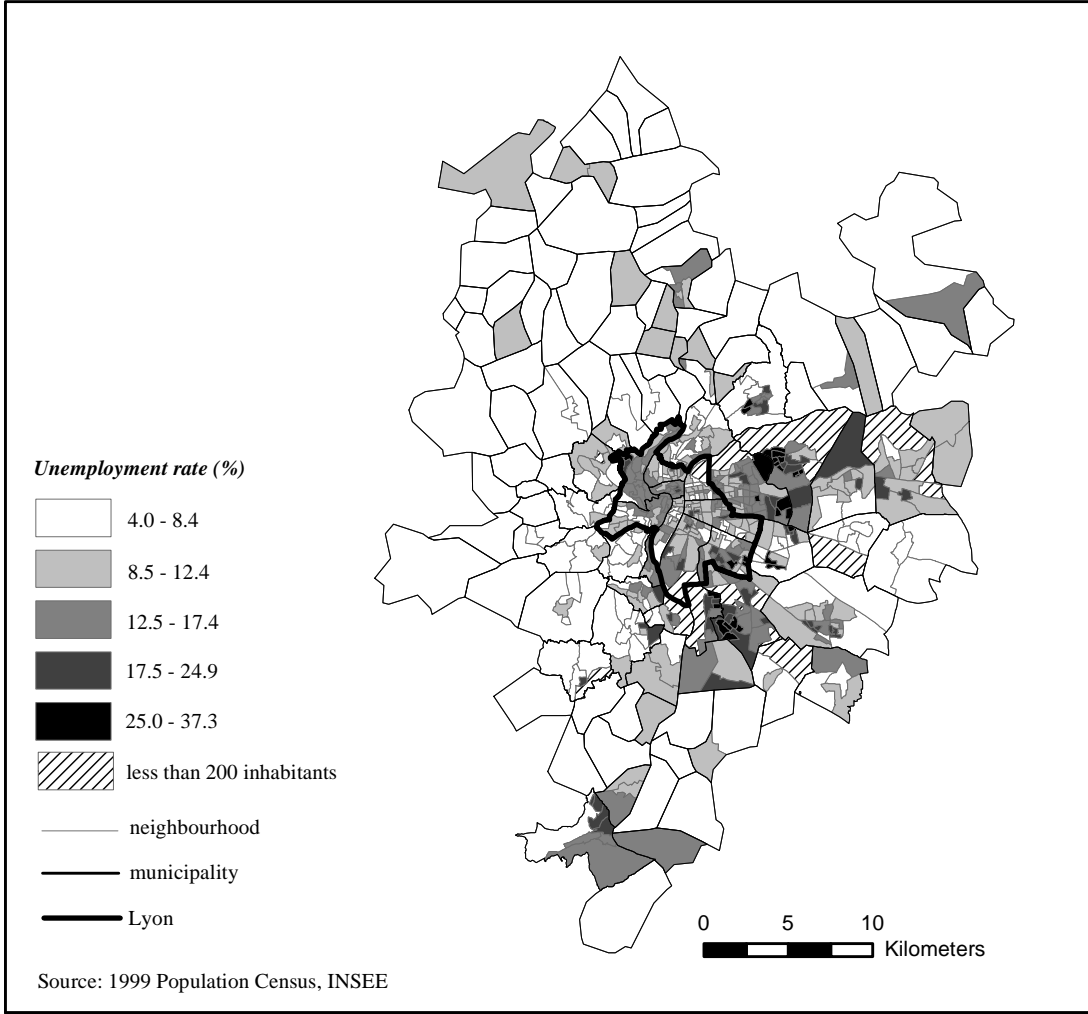 Unemployment rate (%)
4.0 - 8.4
8.5 - 12.4
12.5 - 17.4
17.5 - 24.9
25.0 - 37.3
less than 200 inhabitants
neighbourhood
municipality
Lyon
0 5 10
Kilometers
Source: 1999 Population Census, INSEE